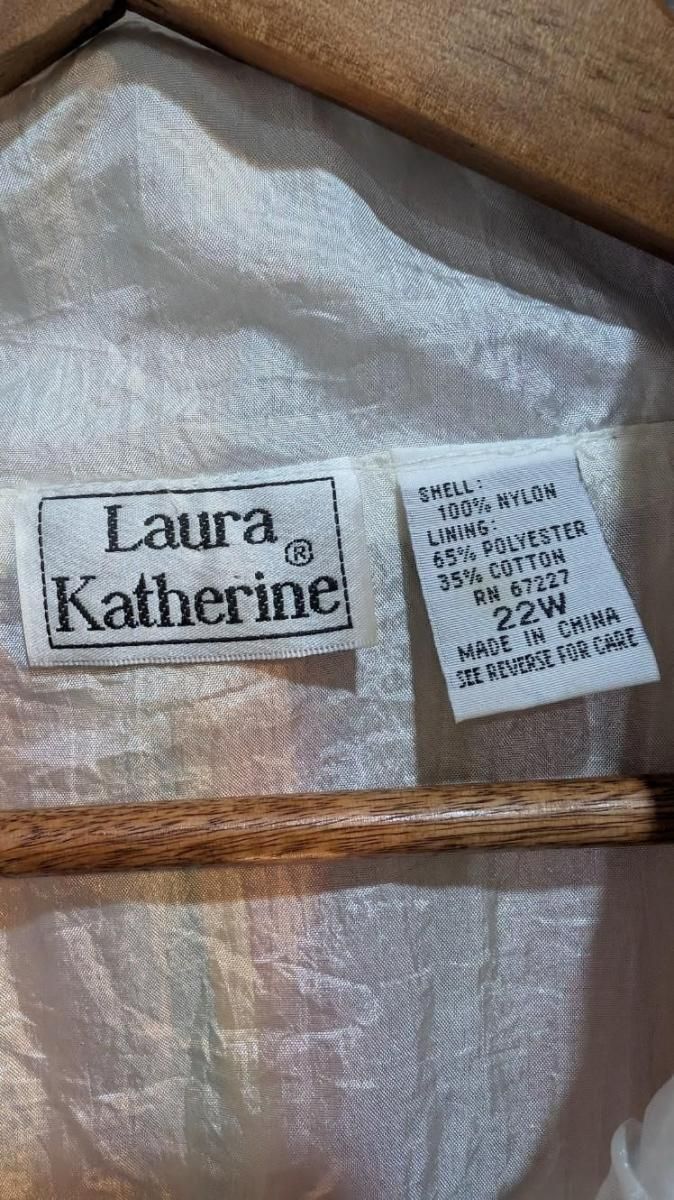 Laura
Katherine®
SHELL:
100% NYLON
LINING:
65% POLYESTER
35% COTTON
RN 67227
22W
MADE IN CHINA
SEE REVERSE FOR CARE